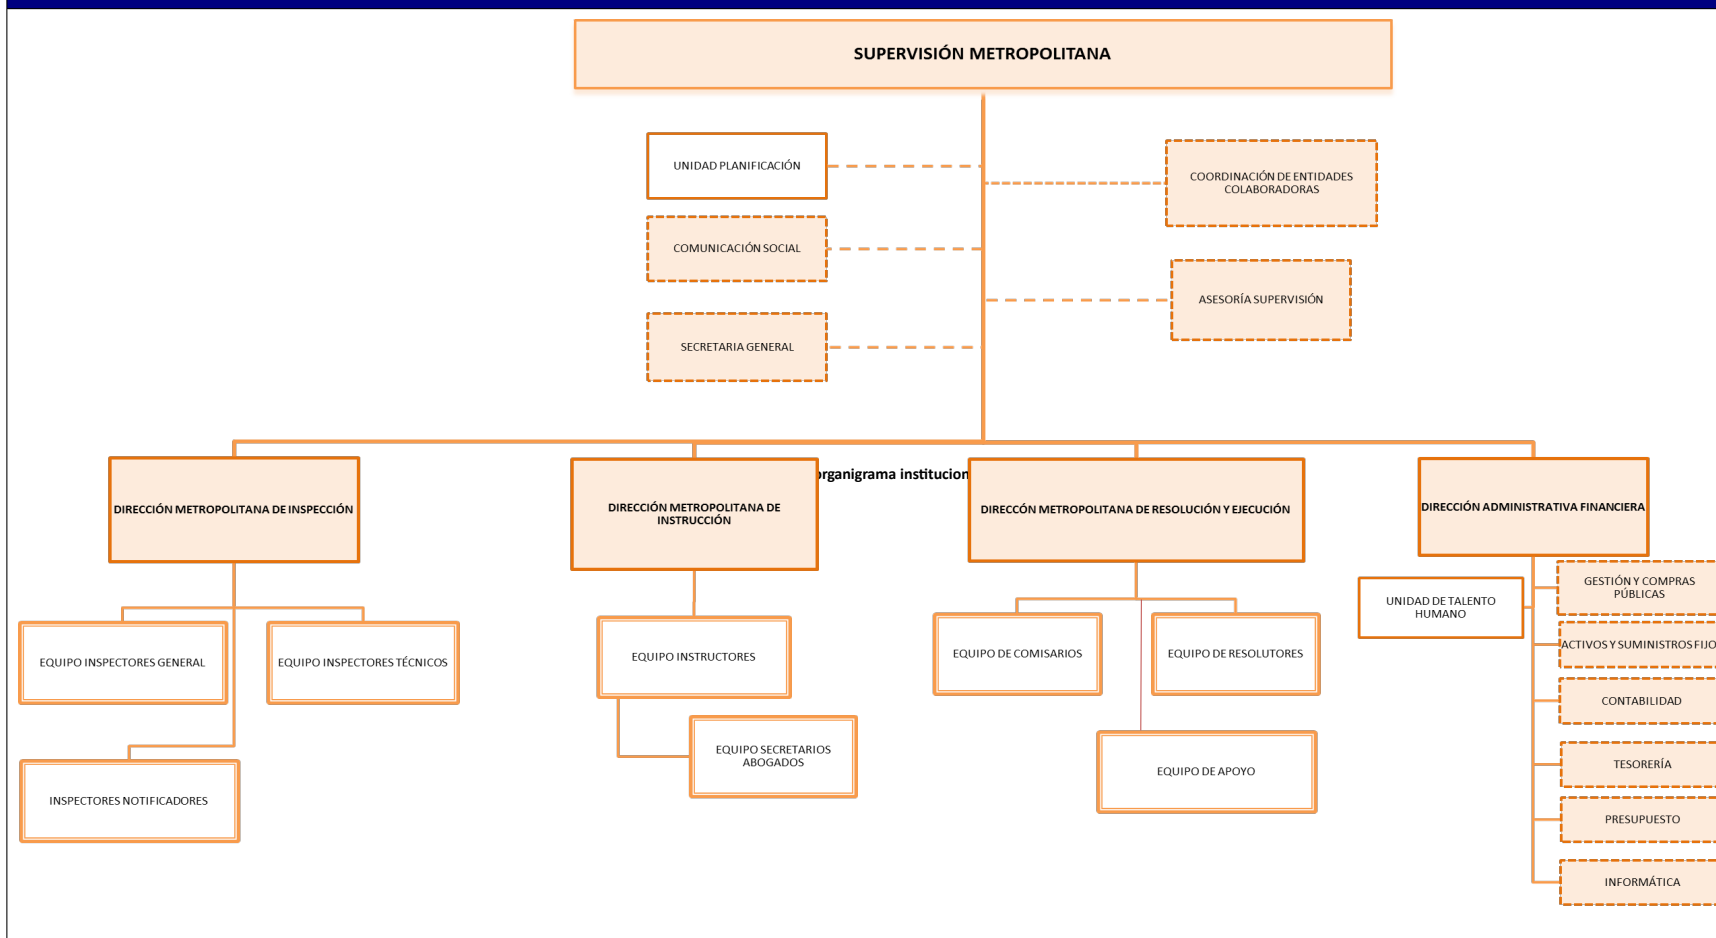 SUPERVISIÓN METROPOLITANA
UNIDAD PLANIFICACIÓN
COORDINACIÓN DE ENTIDADES
COLABORADORAS
COMUNICACIÓN SOCIAL
ASESORÍA SUPERVISIÓN
SECRETARIA GENERAL
organigrama institucion
DIRECCIÓN METROPOLITANA DE INSPECCIÓN
DIRECCIÓN METROPOLITANA DE
INSTRUCCIÓN
DIRECCÓN METROPOLITANA DE RESOLUCIÓN Y EJECUCIÓN
DIRECCIÓN ADMINISTRATIVA FINANCIERA
EQUIPO INSPECTORES GENERAL
EQUIPO INSPECTORES TÉCNICOS
INSPECTORES NOTIFICADORES
EQUIPO INSTRUCTORES
EQUIPO SECRETARIOS
ABOGADOS
EQUIPO DE COMISARIOS
EQUIPO DE RESOLUTORES
EQUIPO DE APOYO
UNIDAD DE TALENTO
HUMANO
GESTIÓN Y COMPRAS
PÚBLICAS
ACTIVOS Y SUMINISTROS FIJO
CONTABILIDAD
TESORERÍA
PRESUPUESTO
INFORMÁTICA